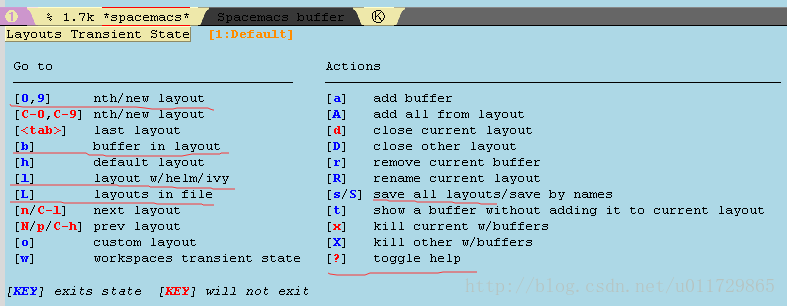 ① % 1.7k *spacemacs* Spacemacs buffer Ⓚ
Layouts Transient State [1:Default]
Go to Actions
[0,9] nth/new layout [a] add buffer
[C-0,C-9] nth/new layout [A] add all from layout
[<tab>] last layout [d] close current layout
[b] buffer in layout [D] close other layout
[h] default layout [r] remove current buffer
[l] layout w/helm/ivy [R] rename current layout
[L] layouts in file [s/S] save all layouts/save by names
[n/C-l] next layout [t] show a buffer without adding it to current layout
[N/p/C-h] prev layout [x] kill current w/buffers
[o] custom layout [X] kill other w/buffers
[w] workspaces transient state [?] toggle help
[KEY] exits state [KEY] will not exit
http://blog.csdn.net/u011729865